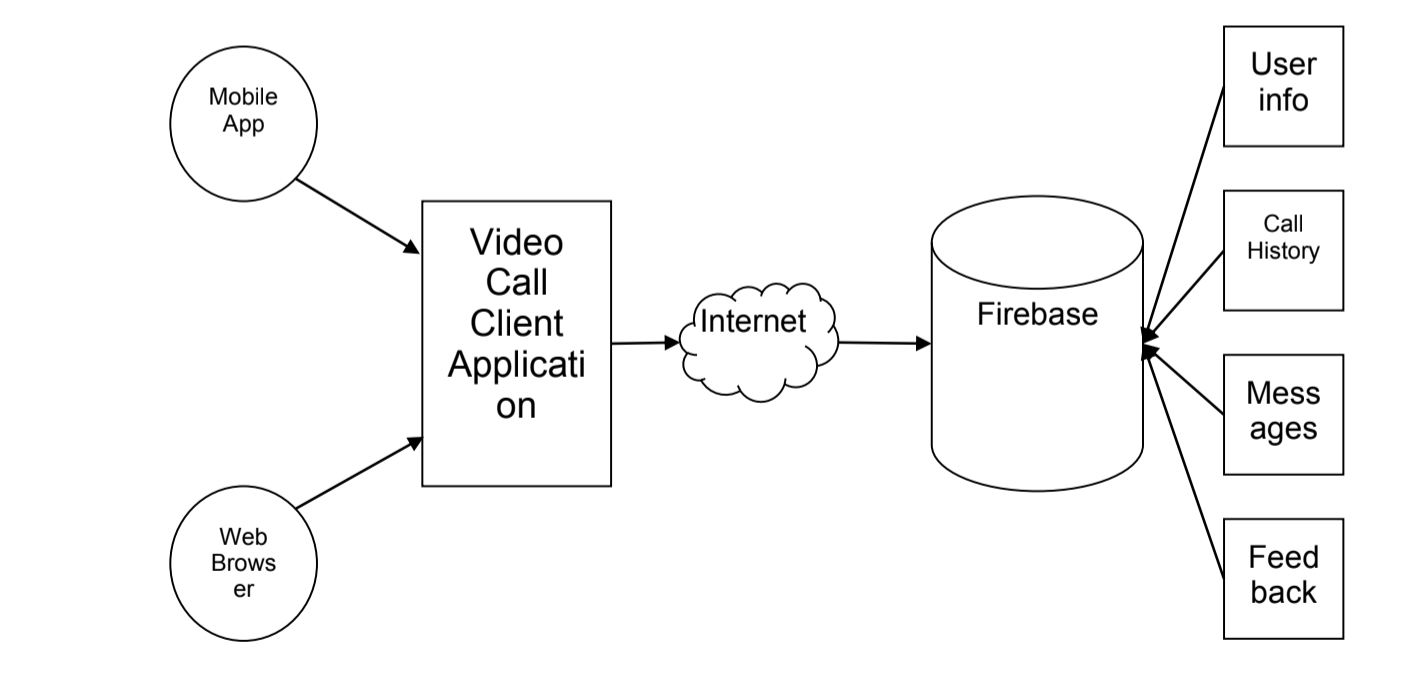 Mobile
App
Video
Call
Client
Applicati
on
Web
Brows
er
Internet
Firebase
User
info
Call
History
Mess
ages
Feed
back